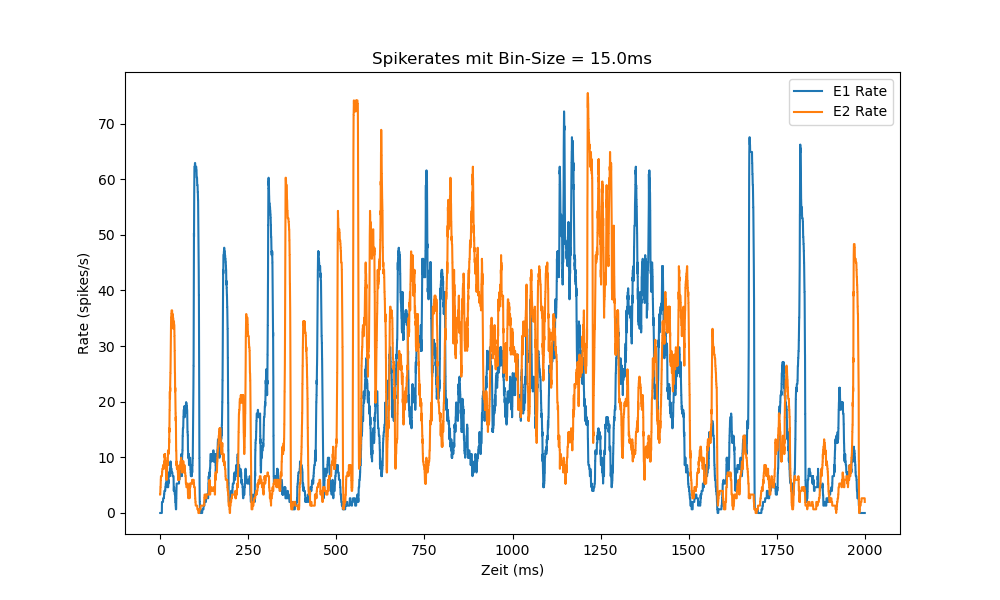 Spikerates mit Bin-Size = 15.0ms
E1 Rate
E2 Rate
Rate (spikes/s)
70
60
50
40
30
20
10
0
0 250 500 750 1000 1250 1500 1750 2000
Zeit (ms)